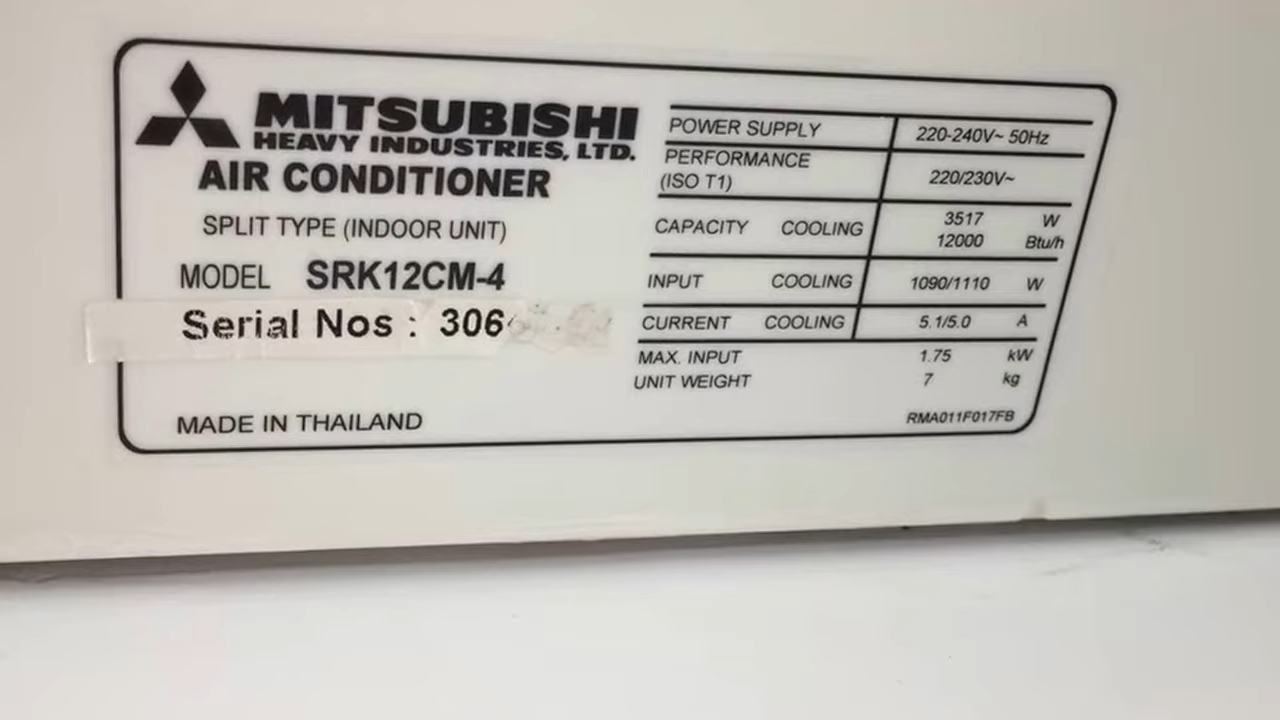 MITSUBISHI
HEAVY INDUSTRIES, LTD.
AIR CONDITIONER
SPLIT TYPE (INDOOR UNIT)
MODEL SRK12CM-4
Serial Nos : 306
MADE IN THAILAND
POWER SUPPLY 220-240V~ 50Hz
PERFORMANCE
(ISO T1) 220/230V~
CAPACITY COOLING 3517 W
12000 Btu/h
INPUT COOLING 1090/1110 W
CURRENT COOLING 5.1/5.0 A
MAX. INPUT 1.75 kW
UNIT WEIGHT 7 kg
RMA011F017FB